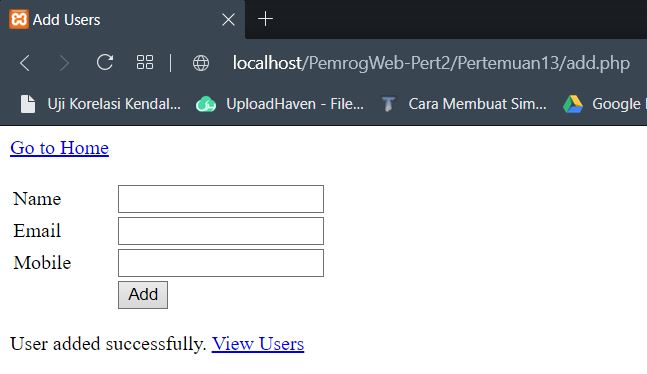 Add Users
localhost/PemrogWeb-Pert2/Pertemuan13/add.php
Uji Korelasi Kendal... UploadHaven - File... Cara Membuat Sim... Google
Go to Home
Name
Email
Mobile
Add
User added successfully. View Users